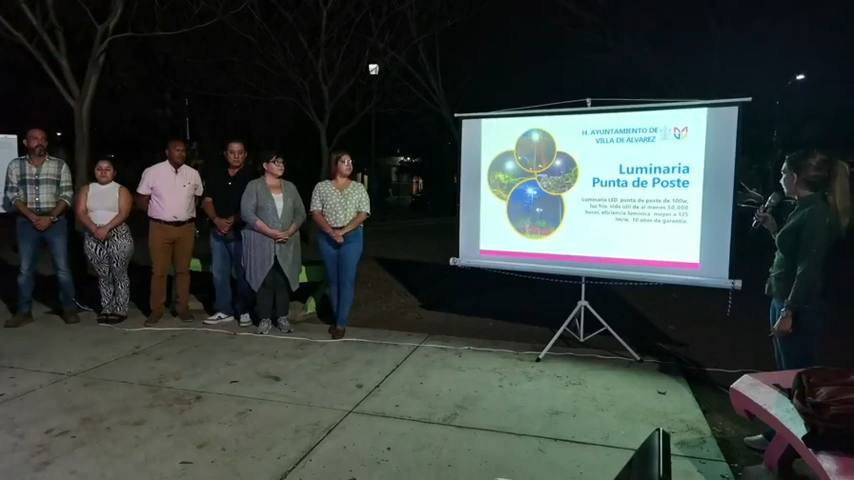 H. AYUNTAMIENTO DE
VILLA DE ÁLVAREZ
Luminaria
Punta de Poste
Luminaria LED punta de poste de 100w,
luz fría, vida útil de al menos 50,000
horas, eficiencia lumínica mayor a 125
lm/w. 10 años de garantía.